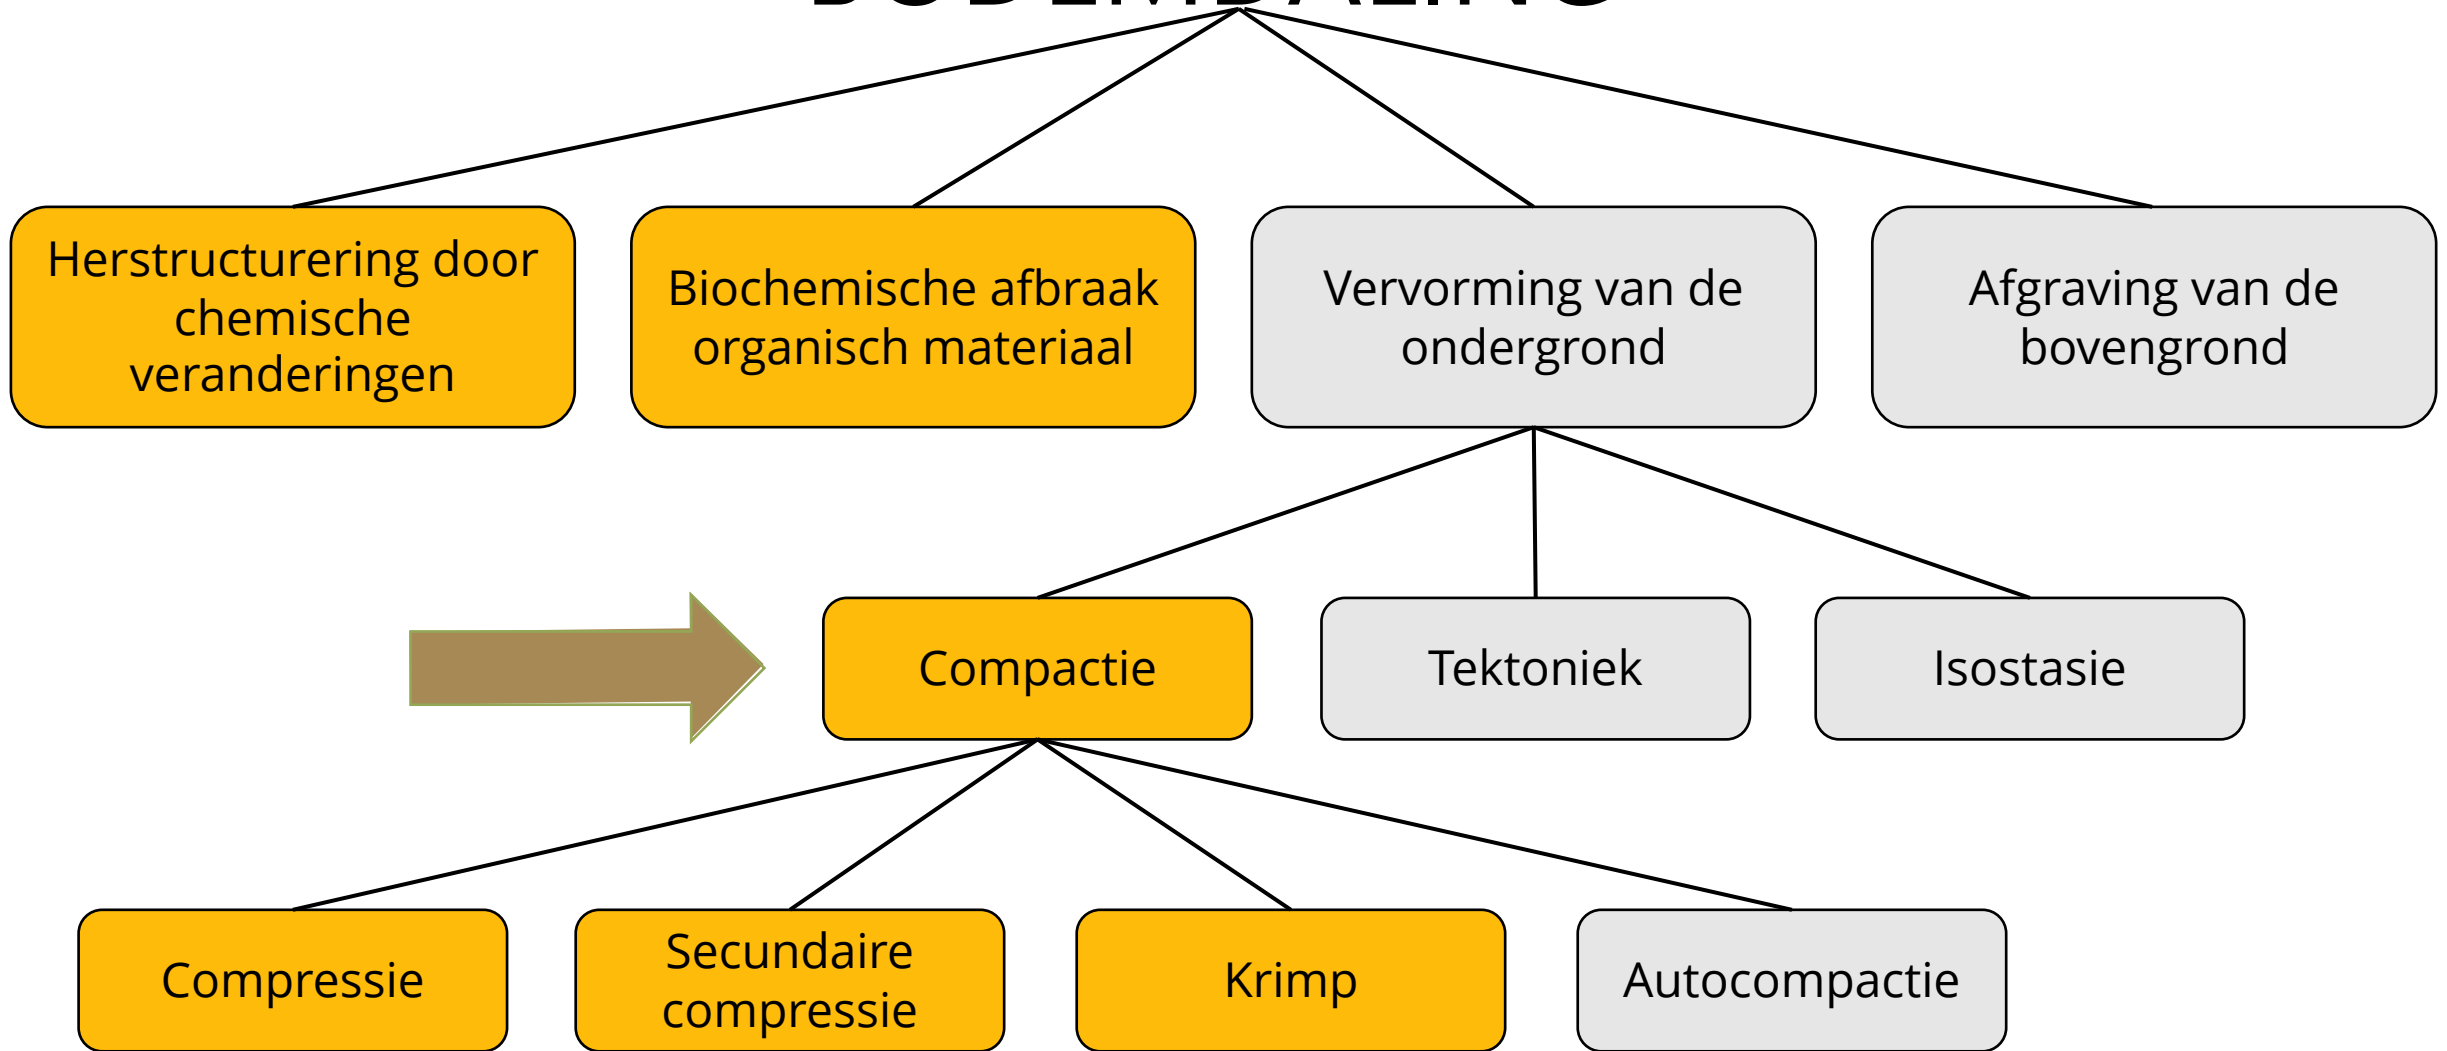 BODEMDALING
Herstructurering door
chemische
veranderingen
Biochemische afbraak
organisch materiaal
Vervorming van de
ondergrond
Afgraving van de
bovengrond
Compactie
Tektoniek
Isostasie
Compressie
Secundaire
compressie
Krimp
Autocompactie